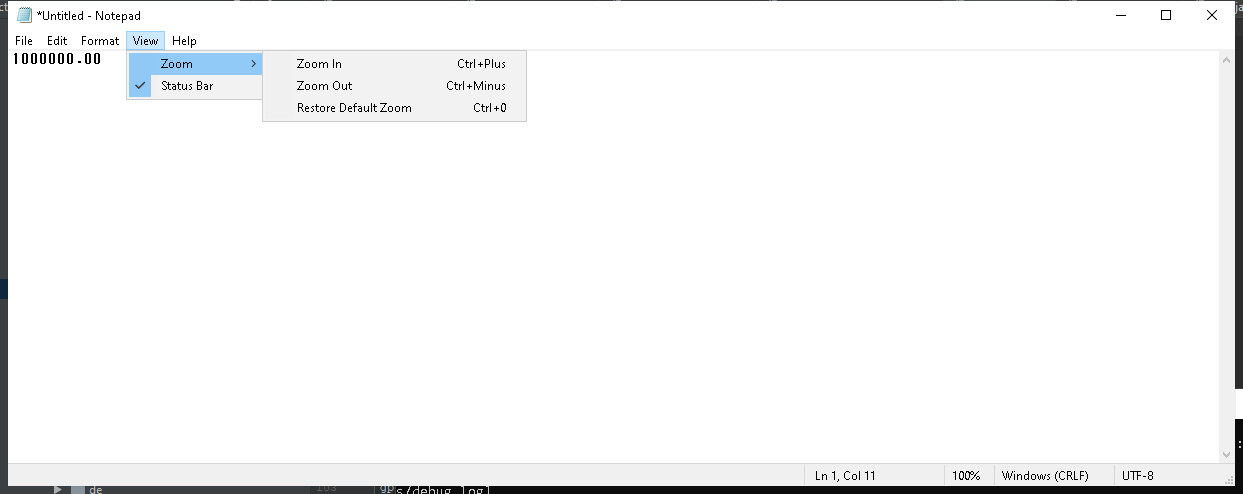 *Untitled - Notepad
File Edit Format View Help
1000000.00
Zoom
Status Bar
Zoom In Ctrl+Plus
Zoom Out Ctrl+Minus
Restore Default Zoom Ctrl+0
Ln 1, Col 11 100% Windows (CRLF) UTF-8
de 103 s/debug.log]